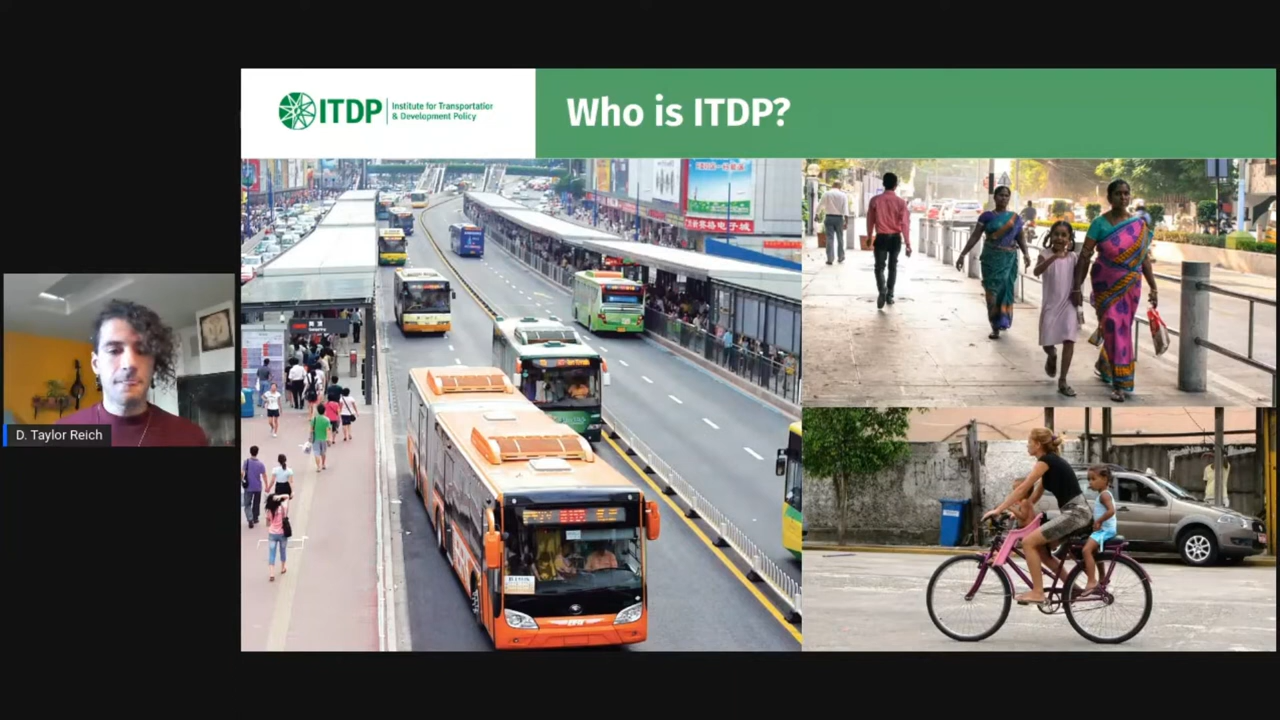 ITDP
Institute for Transportation
& Development Policy
Who is ITDP?
D. Taylor Reich